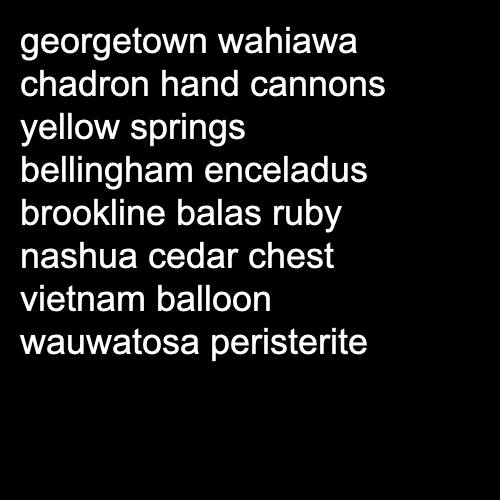 georgetown wahiawa
chadron hand cannons
yellow springs
bellingham enceladus
brookline balas ruby
nashua cedar chest
vietnam balloon
wauwatosa peristerite